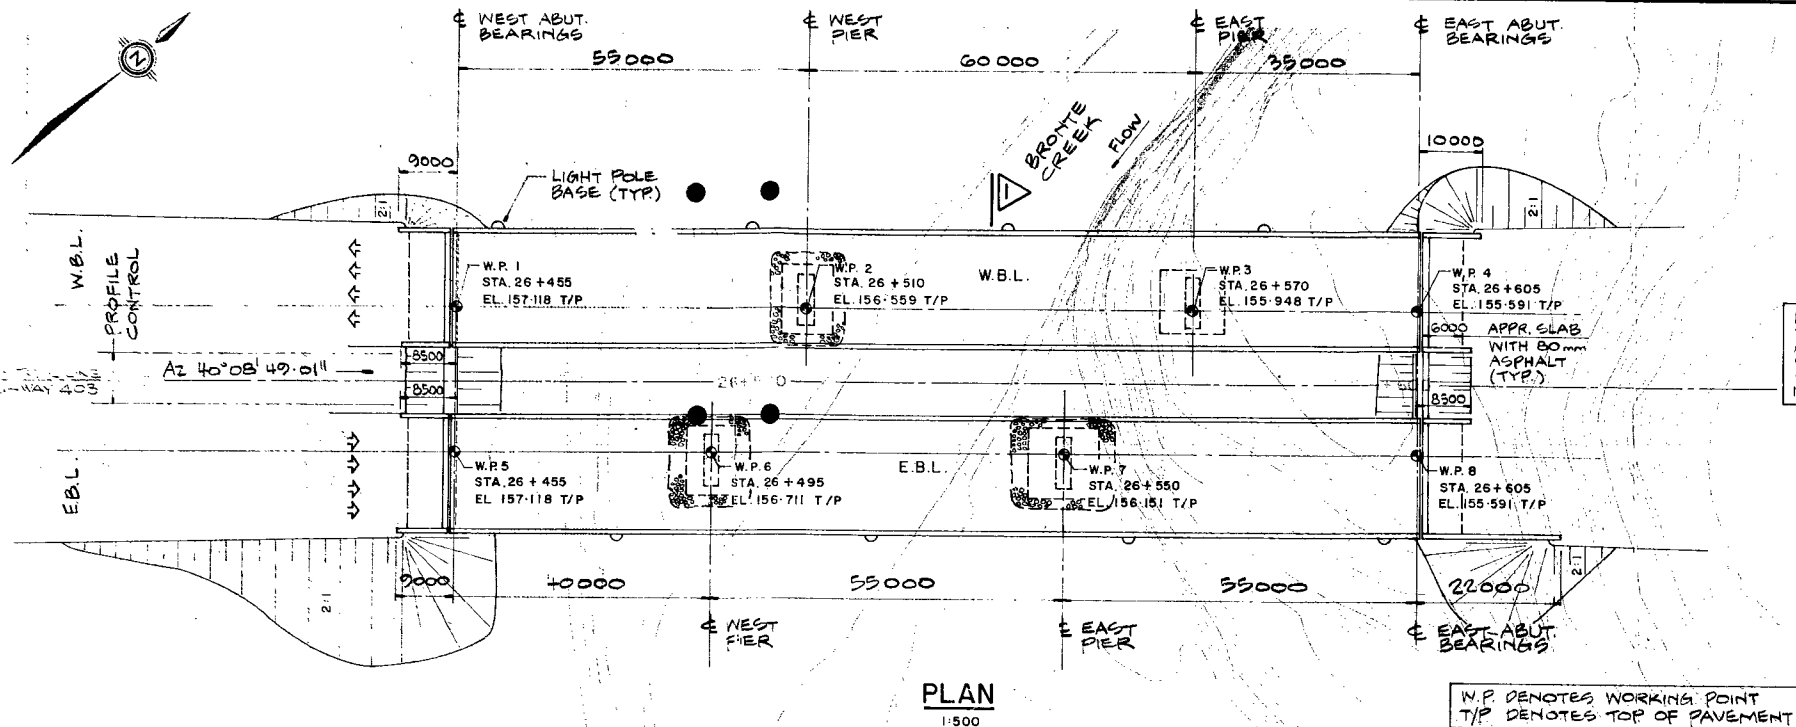 ℄ WEST ABUT.
BEARINGS
℄ WEST
PIER
℄ EAST
PIER
℄ EAST ABUT.
BEARINGS
55000
60000
35000
N
9000
10000
LIGHT POLE
BASE (TYP.)
1
BRONTE
CREEK
FLOW
2:1
2:1
W.B.L.
PROFILE
CONTROL
W.P. 1
STA. 26+455
EL. 157·118 T/P
W.P. 2
STA. 26+510
EL. 156·559 T/P
W.B.L.
W.P. 3
STA. 26+570
EL. 155·948 T/P
W.P. 4
STA. 26+605
EL. 155·591 T/P
6000
APPR. SLAB
WITH 80mm
ASPHALT
(TYP.)
8500
AZ 40°08'49·01"
WAY 403
8500
8500
E.B.L.
W.P. 5
STA. 26+455
EL. 157·118 T/P
W.P. 6
STA. 26+495
EL. 156·711 T/P
E.B.L.
W.P. 7
STA. 26+550
EL. 156·151 T/P
W.P. 8
STA. 26+605
EL. 155·591 T/P
2:1
2:1
9000
40000
55000
55000
22000
℄ WEST
PIER
℄ EAST
PIER
℄ EAST ABUT.
BEARINGS
PLAN
1:500
W.P. DENOTES WORKING POINT
T/P DENOTES TOP OF PAVEMENT